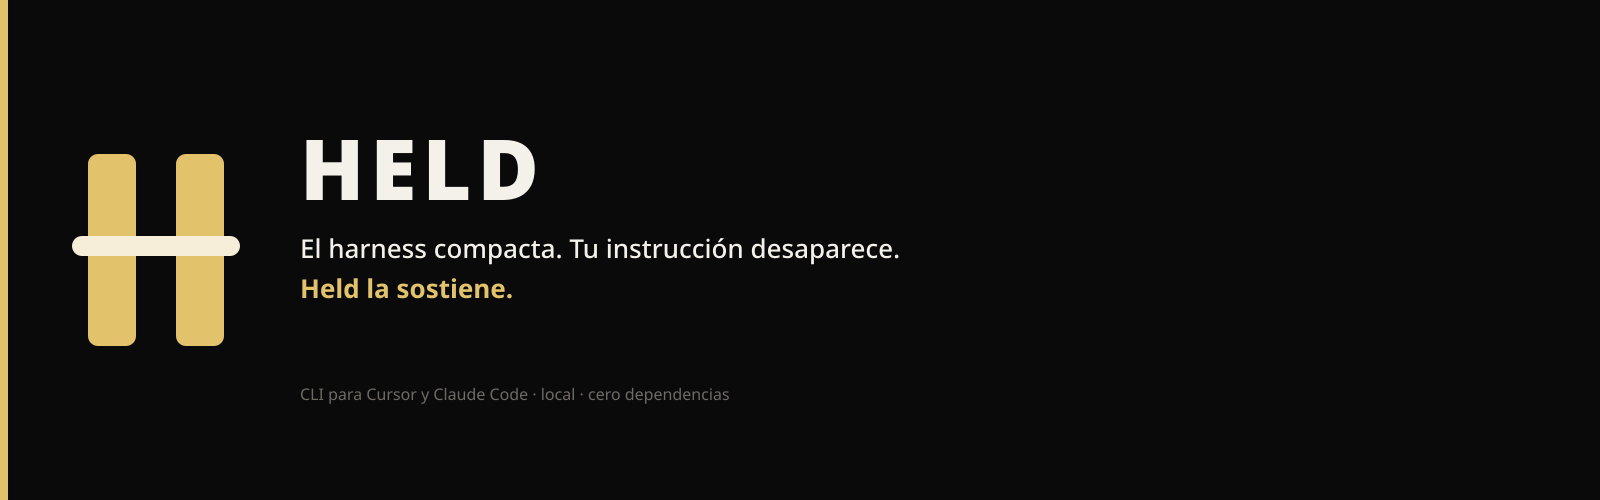 HELD
El harness compacta. Tu instrucción desaparece.
Held la sostiene.
CLI para Cursor y Claude Code · local · cero dependencias